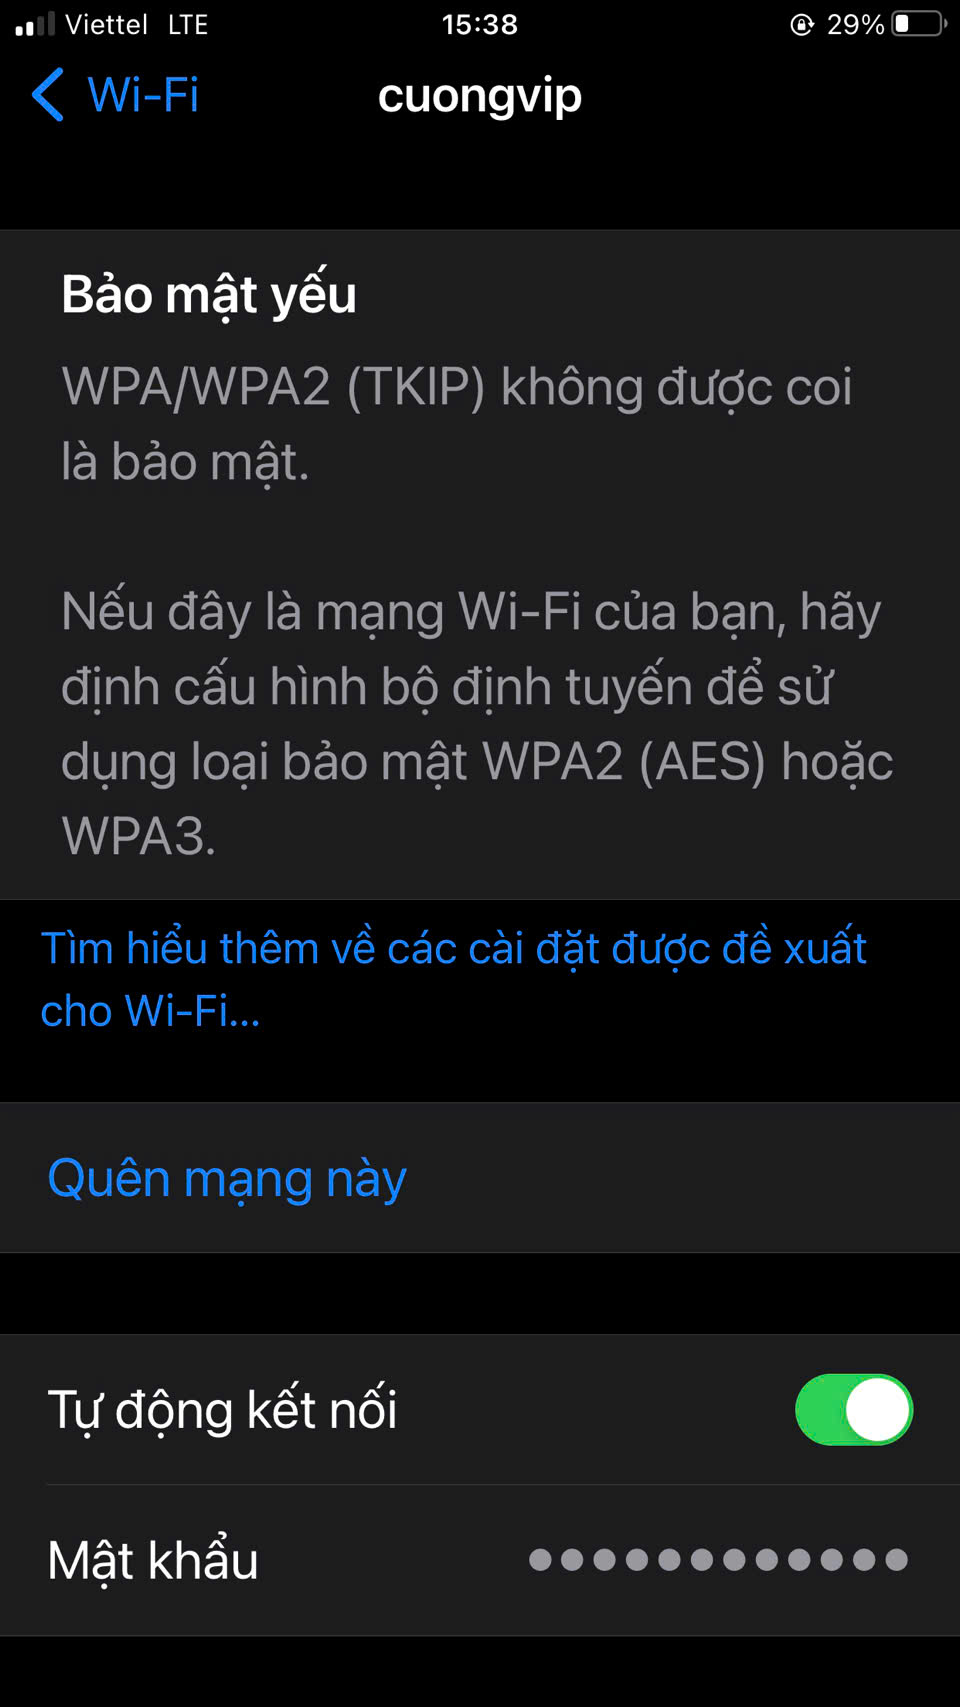 Viettel LTE 15:38 29%
Wi-Fi cuongvip
Bảo mật yếu
WPA/WPA2 (TKIP) không được coi
là bảo mật.
Nếu đây là mạng Wi-Fi của bạn, hãy
định cấu hình bộ định tuyến để sử
dụng loại bảo mật WPA2 (AES) hoặc
WPA3.
Tìm hiểu thêm về các cài đặt được đề xuất
cho Wi-Fi...
Quên mạng này
Tự động kết nối
Mật khẩu